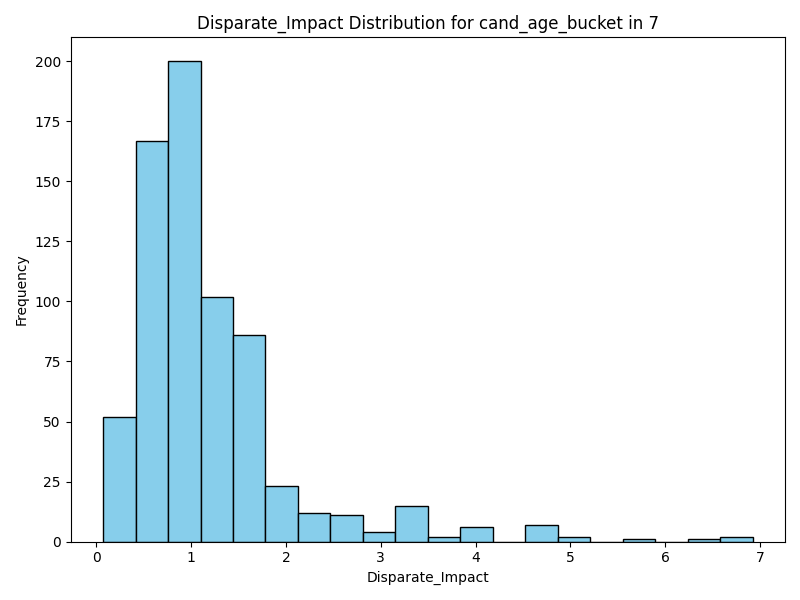 Disparate_Impact Distribution for cand_age_bucket in 7
200
175
150
125
100
75
50
25
0
Frequency
0 1 2 3 4 5 6 7
Disparate_Impact